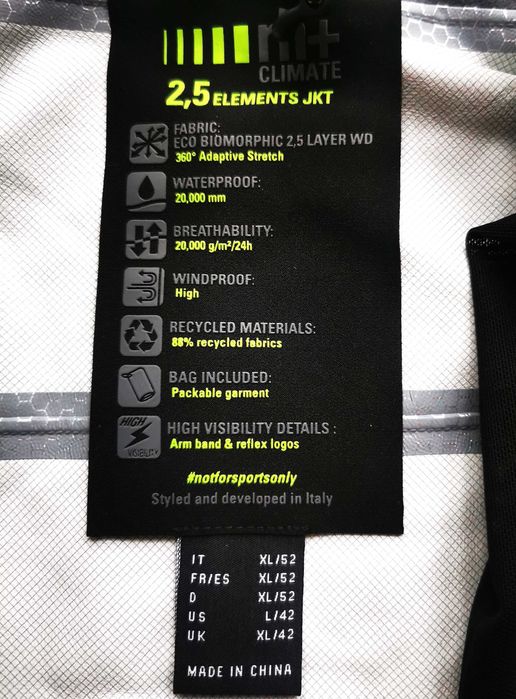 rh+
CLIMATE
2,5 ELEMENTS JKT
FABRIC:
ECO BIOMORPHIC 2,5 LAYER WD
360° Adaptive Stretch
WATERPROOF:
20,000 mm
BREATHABILITY:
20,000 g/m²/24h
WINDPROOF:
High
RECYCLED MATERIALS:
88% recycled fabrics
BAG INCLUDED:
Packable garment
HIGH
VISIBILITY
HIGH VISIBILITY DETAILS :
Arm band & reflex logos
#notforsportsonly
Styled and developed in Italy
IT XL/52
FR/ES XL/52
D XL/52
US L/42
UK XL/42
MADE IN CHINA